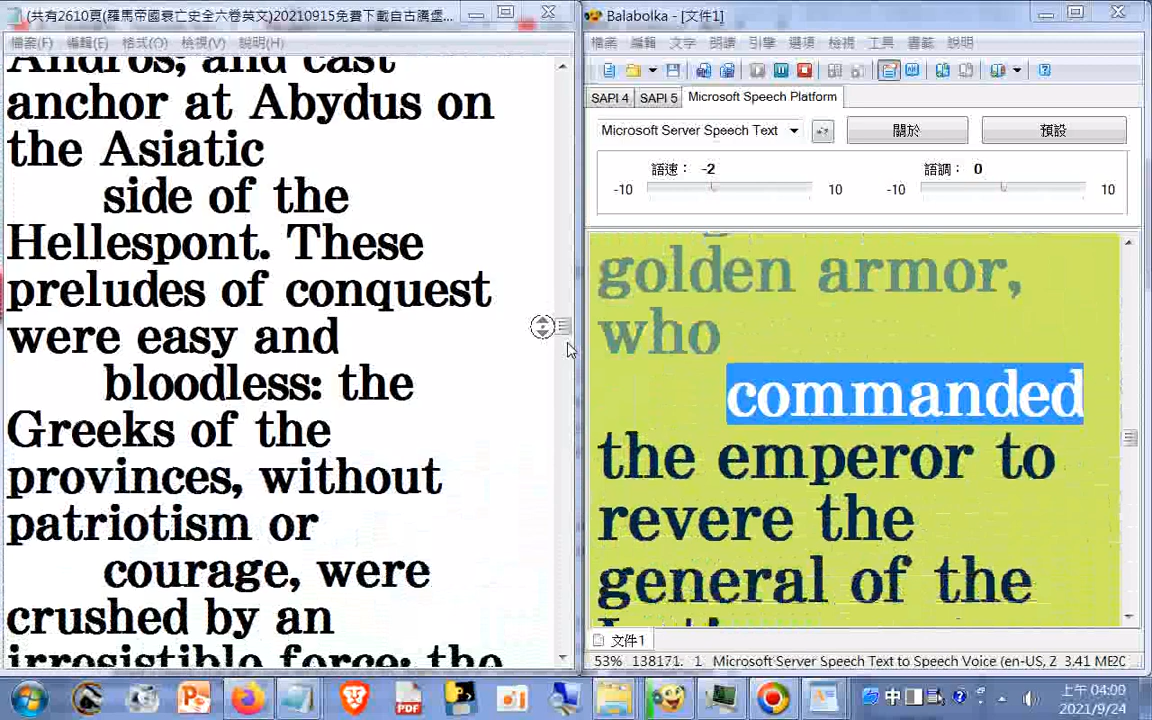 (共有2610頁(羅馬帝國衰亡史全六卷英文)20210915免費下載自古騰堡...
檔案(F) 編輯(E) 格式(O) 檢視(V) 說明(H)
Andros, and cast
anchor at Abydus on
the Asiatic
side of the
Hellespont. These
preludes of conquest
were easy and
bloodless: the
Greeks of the
provinces, without
patriotism or
courage, were
crushed by an
irresistible force: the
Balabolka - [文件1]
檔案 編輯 文字 朗讀 引擎 選項 檢視 工具 書籤 說明
SAPI 4 SAPI 5 Microsoft Speech Platform
Microsoft Server Speech Text 關於 預設
語速： -2 語調： 0
-10 10 -10 10
golden armor,
who
commanded
the emperor to
revere the
general of the
文件1
53% 138171. 1 Microsoft Server Speech Text to Speech Voice (en-US, Z 3.41 ME2(
中
上午 04:00
2021/9/24